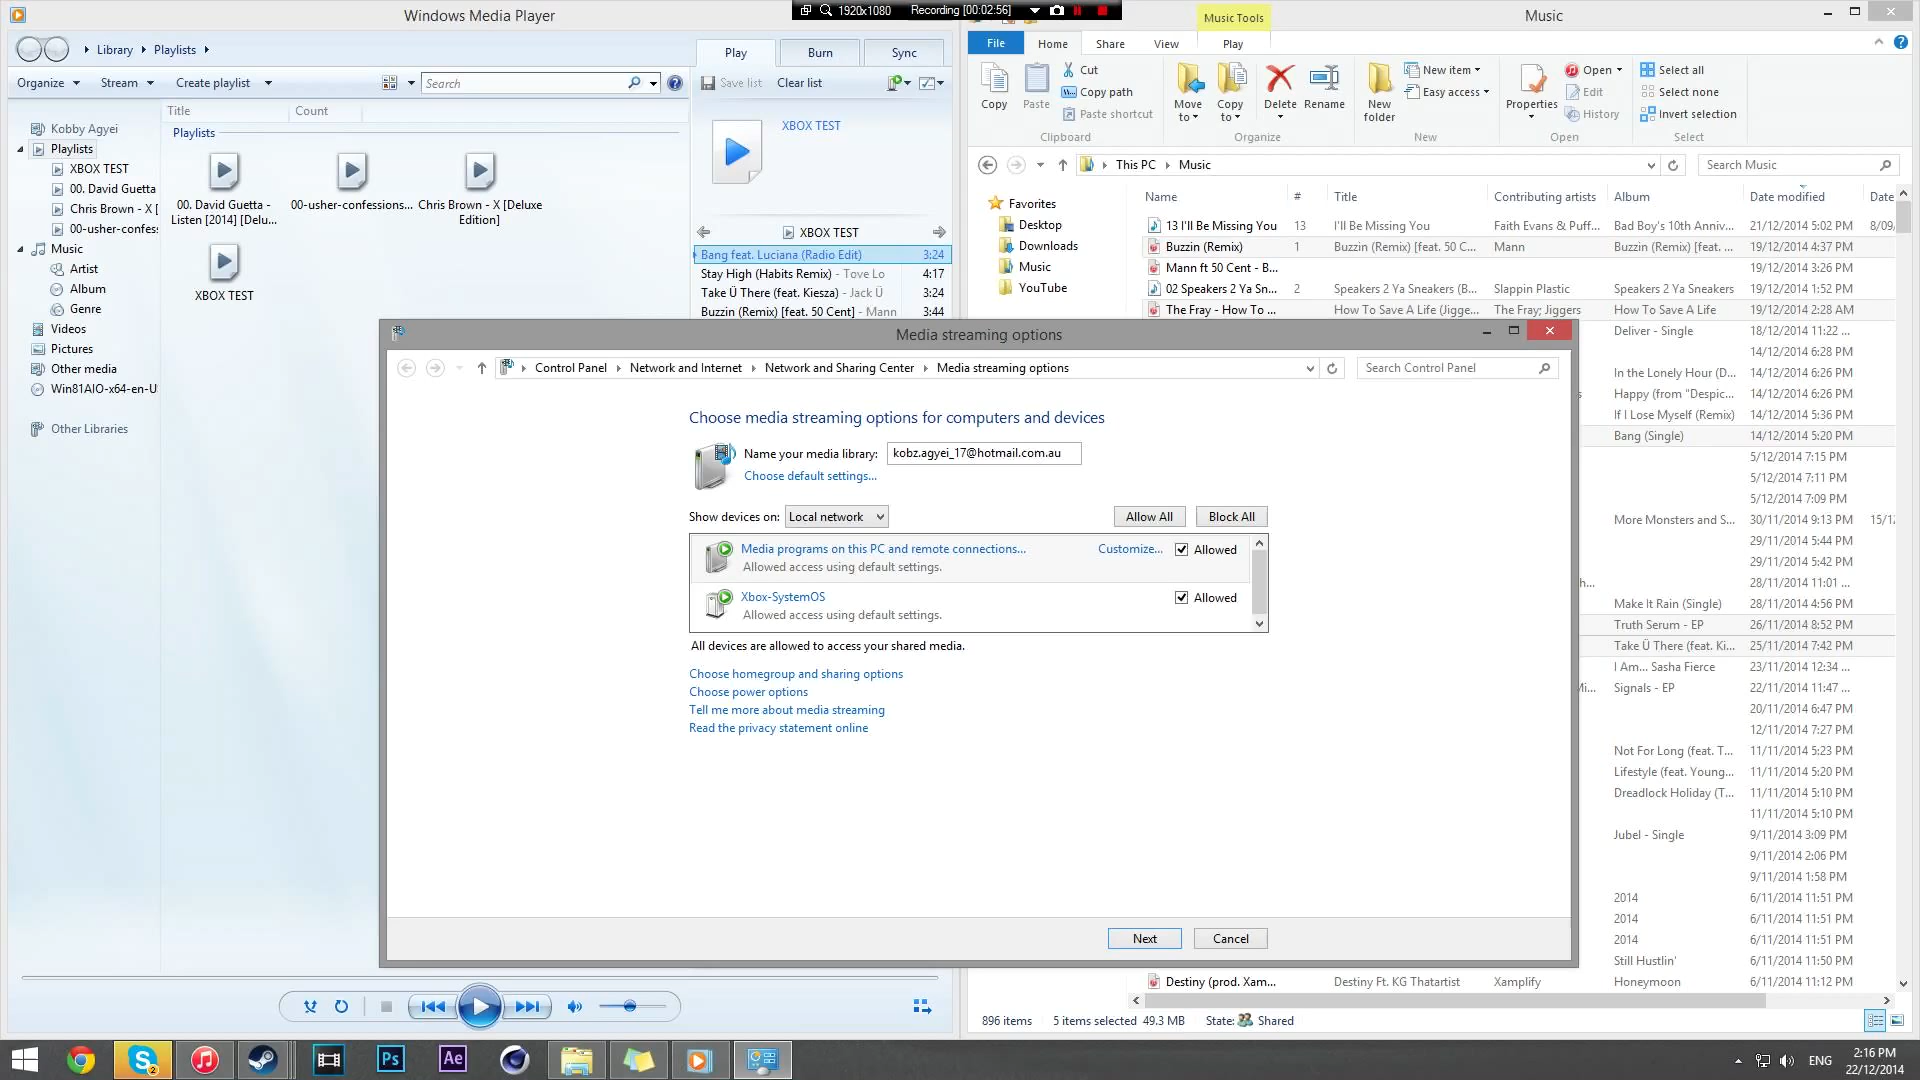 Windows Media Player
1920x1080 Recording [00:02:56]
Library Playlists
Play Burn Sync
Organize Stream Create playlist Search
Save list Clear list
Title Count
Kobby Agyei
Playlists
XBOX TEST
00. David Guetta
Chris Brown - X [
00-usher-confess
Music
Artist
Album
Genre
Videos
Pictures
Other media
Win81AIO-x64-en-U
Other Libraries
Playlists
00. David Guetta -
Listen [2014] [Delu...
00-usher-confessions...
Chris Brown - X [Deluxe
Edition]
XBOX TEST
XBOX TEST
XBOX TEST
Bang feat. Luciana (Radio Edit) 3:24
Stay High (Habits Remix) - Tove Lo 4:17
Take Ü There (feat. Kiesza) - Jack Ü 3:24
Buzzin (Remix) [feat. 50 Cent] - Mann 3:44
Music Tools
Music
File Home Share View Play
Copy
Paste
Cut
Copy path
Paste shortcut
Clipboard
Move
to
Copy
to
Delete
Rename
Organize
New
folder
New item
Easy access
New
Properties
Open
Edit
History
Open
Select all
Select none
Invert selection
Select
This PC Music
Search Music
Favorites
Desktop
Downloads
Music
YouTube
Name # Title Contributing artists Album Date modified Date
13 I'll Be Missing You 13 I'll Be Missing You Faith Evans & Puff... Bad Boy's 10th Anniv... 21/12/2014 5:02 PM 8/09
Buzzin (Remix) 1 Buzzin (Remix) [feat. 50 C... Mann Buzzin (Remix) [feat. ... 19/12/2014 4:37 PM
Mann ft 50 Cent - B... 19/12/2014 3:26 PM
02 Speakers 2 Ya Sn... 2 Speakers 2 Ya Sneakers (B... Slappin Plastic Speakers 2 Ya Sneakers 19/12/2014 1:52 PM
The Fray - How To ... How To Save A Life (Jigge... The Fray; Jiggers How To Save A Life 19/12/2014 2:28 AM
Deliver - Single 18/12/2014 11:22 ...
14/12/2014 6:28 PM
In the Lonely Hour (D... 14/12/2014 6:26 PM
Happy (from "Despic... 14/12/2014 6:26 PM
If I Lose Myself (Remix) 14/12/2014 5:36 PM
Bang (Single) 14/12/2014 5:20 PM
5/12/2014 7:15 PM
5/12/2014 7:11 PM
5/12/2014 7:09 PM
More Monsters and S... 30/11/2014 9:13 PM 15/1
29/11/2014 5:44 PM
29/11/2014 5:42 PM
h... 28/11/2014 11:01 ...
Make It Rain (Single) 28/11/2014 4:56 PM
Truth Serum - EP 26/11/2014 8:52 PM
Take Ü There (feat. Ki... 25/11/2014 7:42 PM
I Am... Sasha Fierce 23/11/2014 12:34 ...
Mi... Signals - EP 22/11/2014 11:47 ...
20/11/2014 6:47 PM
12/11/2014 7:27 PM
Not For Long (feat. T... 11/11/2014 5:23 PM
Lifestyle (feat. Young... 11/11/2014 5:20 PM
Dreadlock Holiday (T... 11/11/2014 5:10 PM
11/11/2014 5:10 PM
Jubel - Single 9/11/2014 3:09 PM
9/11/2014 2:06 PM
9/11/2014 1:58 PM
2014 6/11/2014 11:51 PM
2014 6/11/2014 11:51 PM
2014 6/11/2014 11:51 PM
Still Hustlin' 6/11/2014 11:50 PM
Destiny (prod. Xam... Destiny Ft. KG Thatartist Xamplify Honeymoon 6/11/2014 11:12 PM
896 items 5 items selected 49.3 MB State: Shared
Media streaming options
Control Panel Network and Internet Network and Sharing Center Media streaming options
Search Control Panel
Choose media streaming options for computers and devices
Name your media library: kobz.agyei_17@hotmail.com.au
Choose default settings...
Show devices on: Local network Allow All Block All
Media programs on this PC and remote connections... Customize... Allowed
Allowed access using default settings.
Xbox-SystemOS Allowed
Allowed access using default settings.
All devices are allowed to access your shared media.
Choose homegroup and sharing options
Choose power options
Tell me more about media streaming
Read the privacy statement online
Next Cancel
2
Ps
Ae
ENG
2:16 PM
22/12/2014